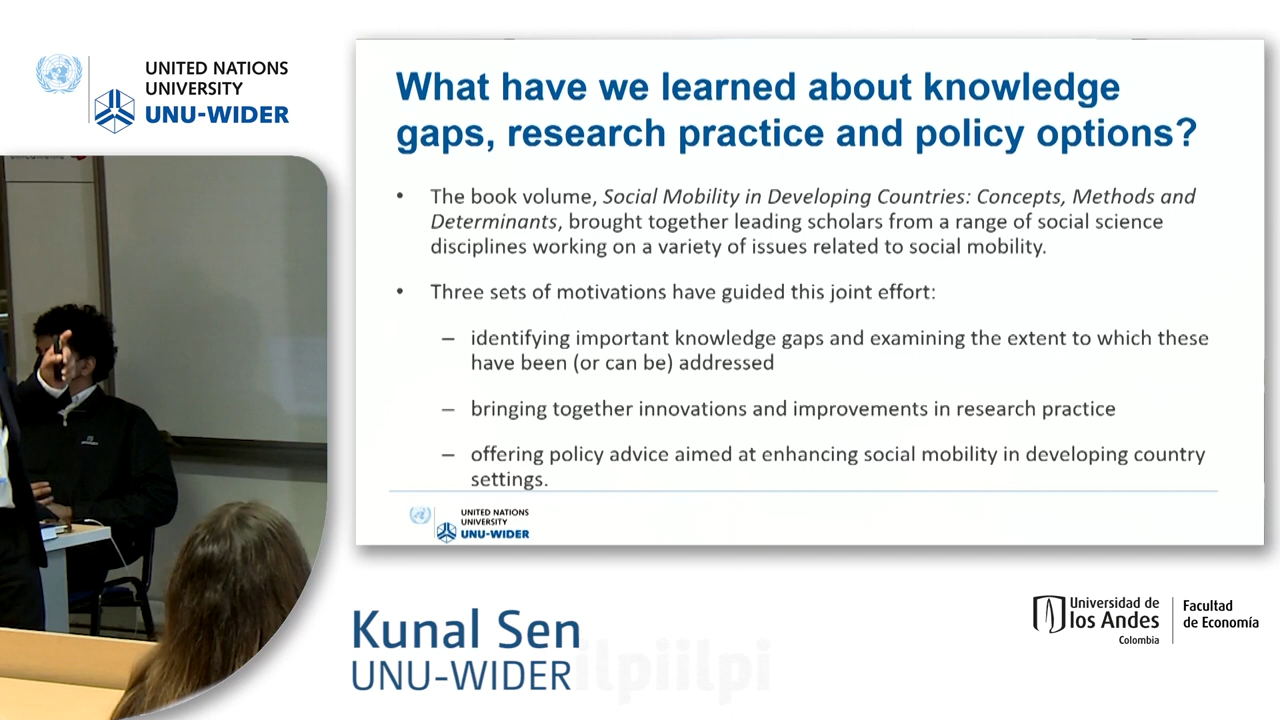 UNITED NATIONS
UNIVERSITY
UNU-WIDER
What have we learned about knowledge
gaps, research practice and policy options?
• The book volume, Social Mobility in Developing Countries: Concepts, Methods and
Determinants, brought together leading scholars from a range of social science
disciplines working on a variety of issues related to social mobility.
• Three sets of motivations have guided this joint effort:
– identifying important knowledge gaps and examining the extent to which these
have been (or can be) addressed
– bringing together innovations and improvements in research practice
– offering policy advice aimed at enhancing social mobility in developing country
settings.
UNITED NATIONS
UNIVERSITY
UNU-WIDER
Kunal Sen
UNU-WIDER
Universidad de
los Andes
Colombia
Facultad
de Economía